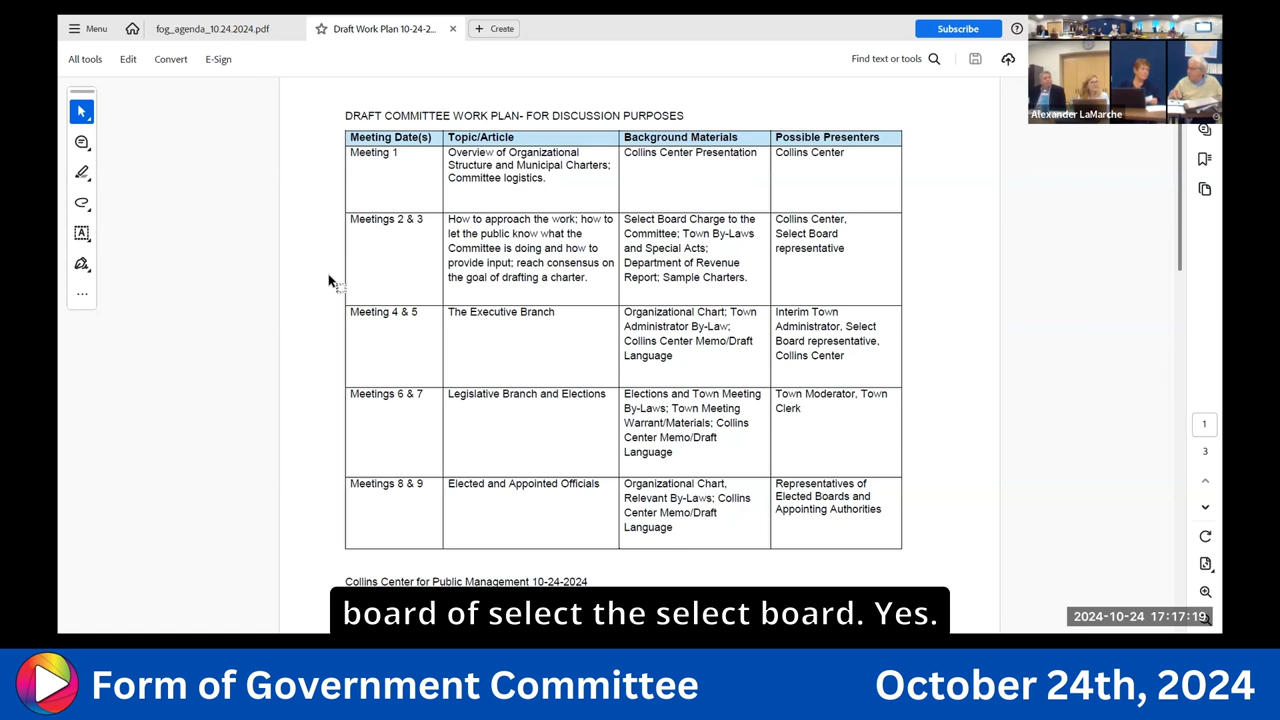 Menu
fog_agenda_10.24.2024.pdf
Draft Work Plan 10-24-2...
Create
Subscribe
All tools
Edit
Convert
E-Sign
Find text or tools
Alexander LaMarche
DRAFT COMMITTEE WORK PLAN- FOR DISCUSSION PURPOSES
Meeting Date(s)
Topic/Article
Background Materials
Possible Presenters
Meeting 1
Overview of Organizational
Structure and Municipal Charters;
Committee logistics.
Collins Center Presentation
Collins Center
Meetings 2 & 3
How to approach the work; how to
let the public know what the
Committee is doing and how to
provide input; reach consensus on
the goal of drafting a charter.
Select Board Charge to the
Committee; Town By-Laws
and Special Acts;
Department of Revenue
Report; Sample Charters.
Collins Center,
Select Board
representative
Meeting 4 & 5
The Executive Branch
Organizational Chart; Town
Administrator By-Law;
Collins Center Memo/Draft
Language
Interim Town
Administrator, Select
Board representative,
Collins Center
Meetings 6 & 7
Legislative Branch and Elections
Elections and Town Meeting
By-Laws; Town Meeting
Warrant/Materials; Collins
Center Memo/Draft
Language
Town Moderator, Town
Clerk
Meetings 8 & 9
Elected and Appointed Officials
Organizational Chart,
Relevant By-Laws; Collins
Center Memo/Draft
Language
Representatives of
Elected Boards and
Appointing Authorities
1
3
Collins Center for Public Management 10-24-2024
board of select the select board. Yes.
2024-10-24 17:17:19
Form of Government Committee
October 24th, 2024